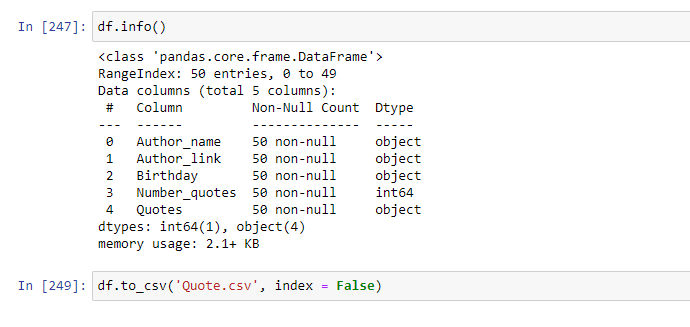 In [247]: df.info()
<class 'pandas.core.frame.DataFrame'>
RangeIndex: 50 entries, 0 to 49
Data columns (total 5 columns):
 #   Column         Non-Null Count  Dtype
---  ------         --------------  -----
 0   Author_name    50 non-null     object
 1   Author_link    50 non-null     object
 2   Birthday       50 non-null     object
 3   Number_quotes  50 non-null     int64
 4   Quotes         50 non-null     object
dtypes: int64(1), object(4)
memory usage: 2.1+ KB
In [249]: df.to_csv('Quote.csv', index = False)